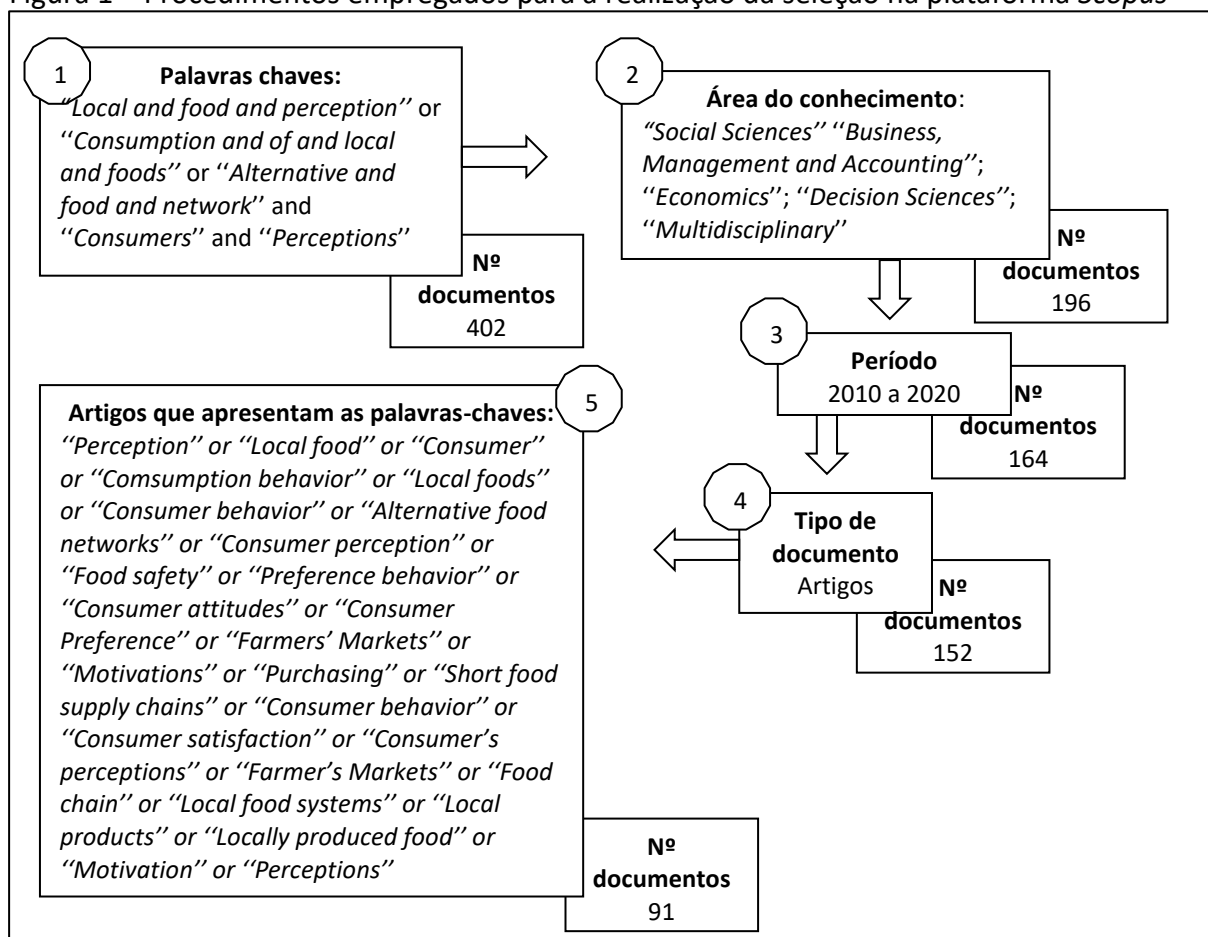 Figura 1 – Procedimentos empregados para a realização da seleção na plataforma Scopus
1
Palavras chaves:
“Local and food and perception’’ or
‘‘Consumption and of and local
and foods’’ or ‘‘Alternative and
food and network’’ and
‘‘Consumers’’ and ‘‘Perceptions’’
Nº
documentos
402
2
Área do conhecimento:
“Social Sciences’’ ‘‘Business,
Management and Accounting’’;
‘‘Economics’’; ‘‘Decision Sciences’’;
‘‘Multidisciplinary’’
Nº
documentos
196
3
Período
2010 a 2020
Nº
documentos
164
4
Tipo de
documento
Artigos
Nº
documentos
152
5
Artigos que apresentam as palavras-chaves:
‘‘Perception’’ or ‘‘Local food’’ or ‘‘Consumer’’
or ‘‘Comsumption behavior’’ or ‘‘Local foods’’
or ‘‘Consumer behavior’’ or ‘‘Alternative food
networks’’ or ‘‘Consumer perception’’ or
‘‘Food safety’’ or ‘‘Preference behavior’’ or
‘‘Consumer attitudes’’ or ‘‘Consumer
Preference’’ or ‘‘Farmers’ Markets’’ or
‘‘Motivations’’ or ‘‘Purchasing’’ or ‘‘Short food
supply chains’’ or ‘‘Consumer behavior’’ or
‘‘Consumer satisfaction’’ or ‘‘Consumer’s
perceptions’’ or ‘‘Farmer’s Markets’’ or ‘‘Food
chain’’ or ‘‘Local food systems’’ or ‘‘Local
products’’ or ‘‘Locally produced food’’ or
‘‘Motivation’’ or ‘‘Perceptions’’
Nº
documentos
91